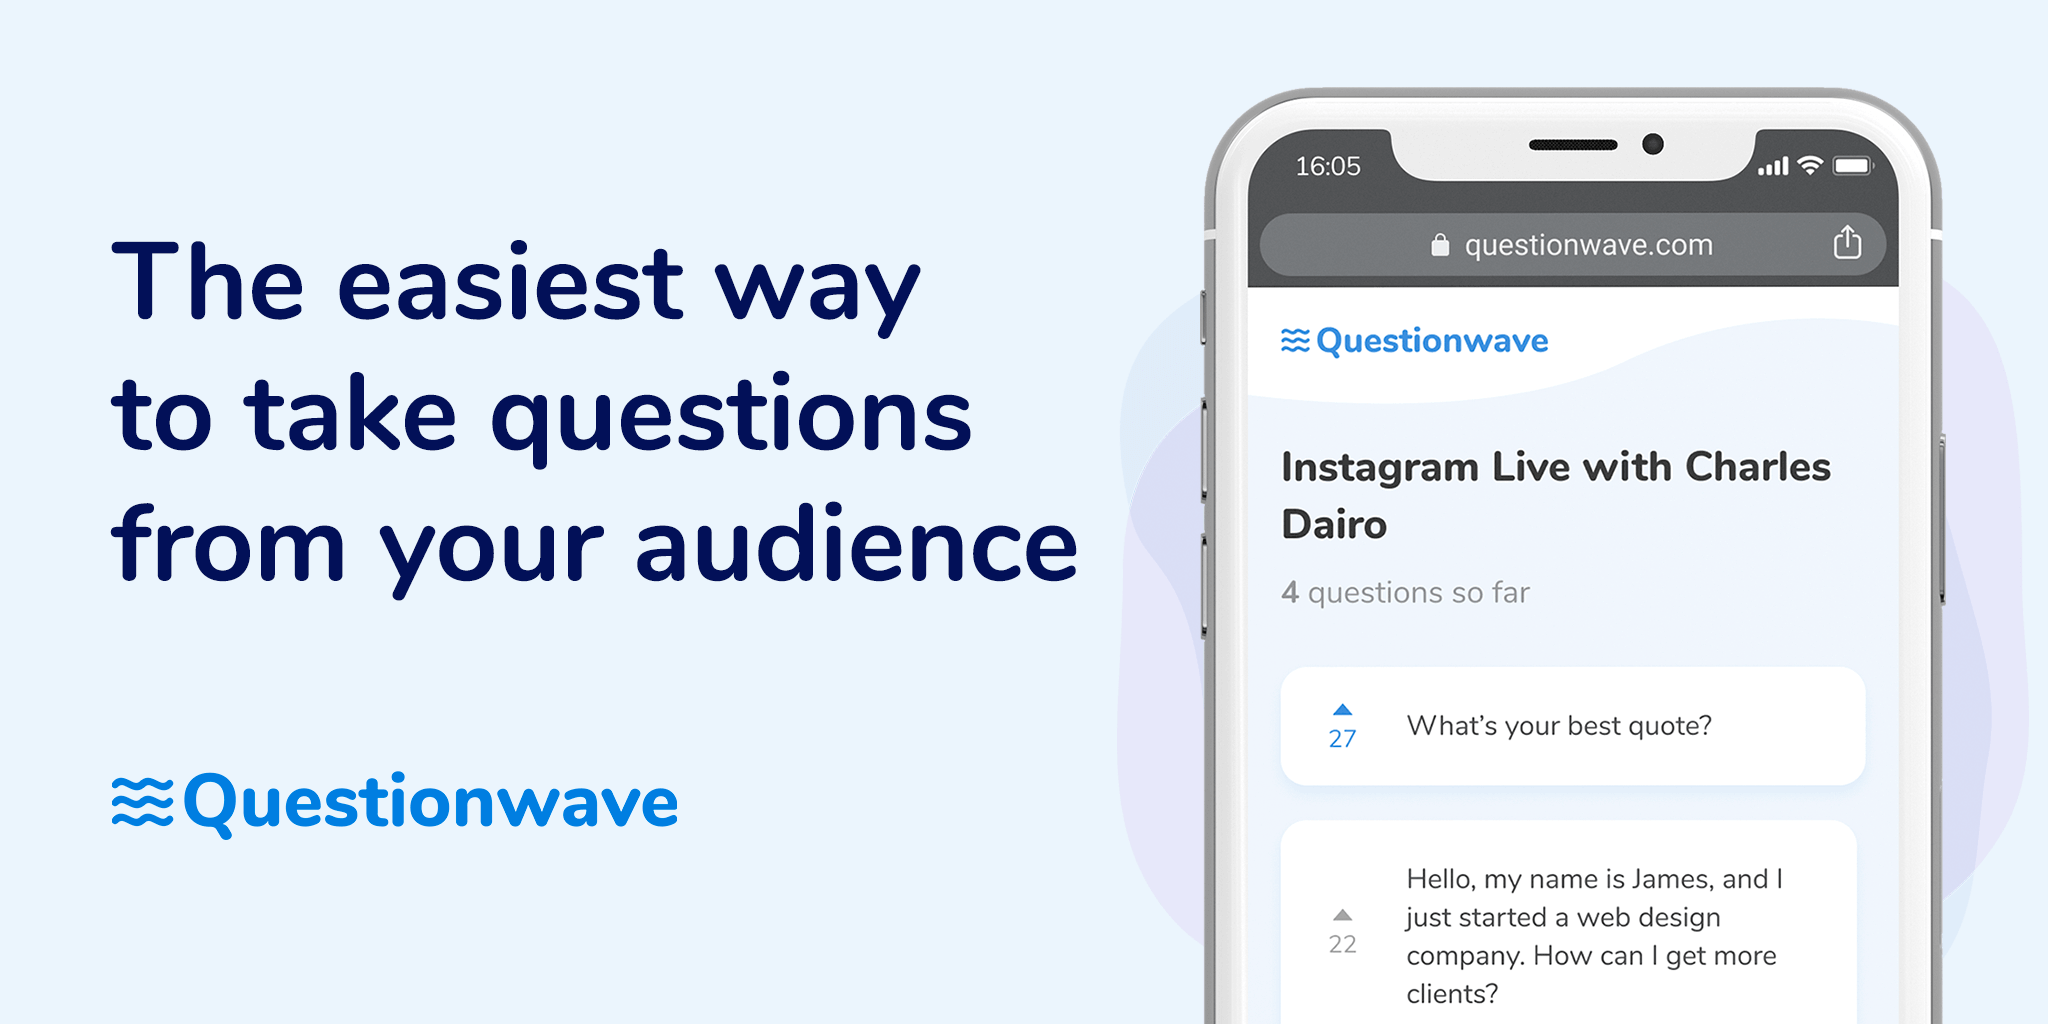 The easiest way
to take questions
from your audience
Questionwave
16:05
questionwave.com
Questionwave
Instagram Live with Charles
Dairo
4 questions so far
27
What's your best quote?
22
Hello, my name is James, and I
just started a web design
company. How can I get more
clients?